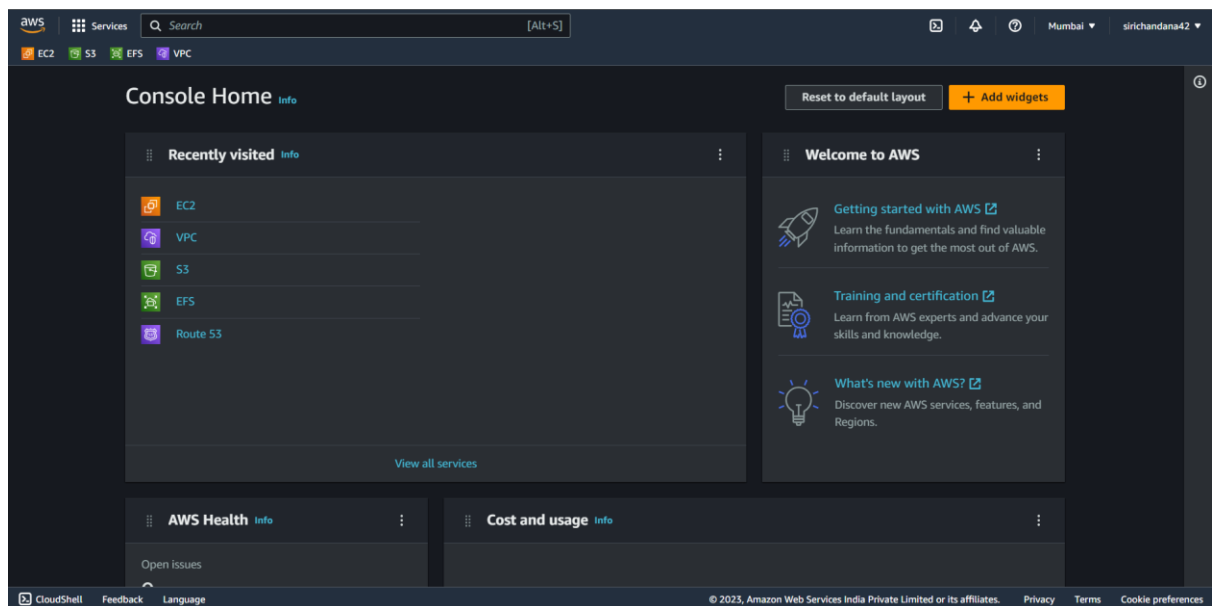 aws Services Search [Alt+S] Mumbai ▼ sirichandana42 ▼
EC2 S3 EFS VPC
Console Home Info
Reset to default layout
+ Add widgets
Recently visited Info
EC2
VPC
S3
EFS
Route 53
View all services
Welcome to AWS
Getting started with AWS
Learn the fundamentals and find valuable
information to get the most out of AWS.
Training and certification
Learn from AWS experts and advance your
skills and knowledge.
What's new with AWS?
Discover new AWS services, features, and
Regions.
AWS Health Info
Open issues
Cost and usage Info
CloudShell Feedback Language © 2023, Amazon Web Services India Private Limited or its affiliates. Privacy Terms Cookie preferences